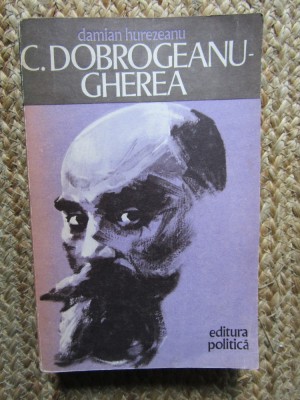 damian hurezeanu
C. DOBROGEANU-
GHEREA
editura
politică